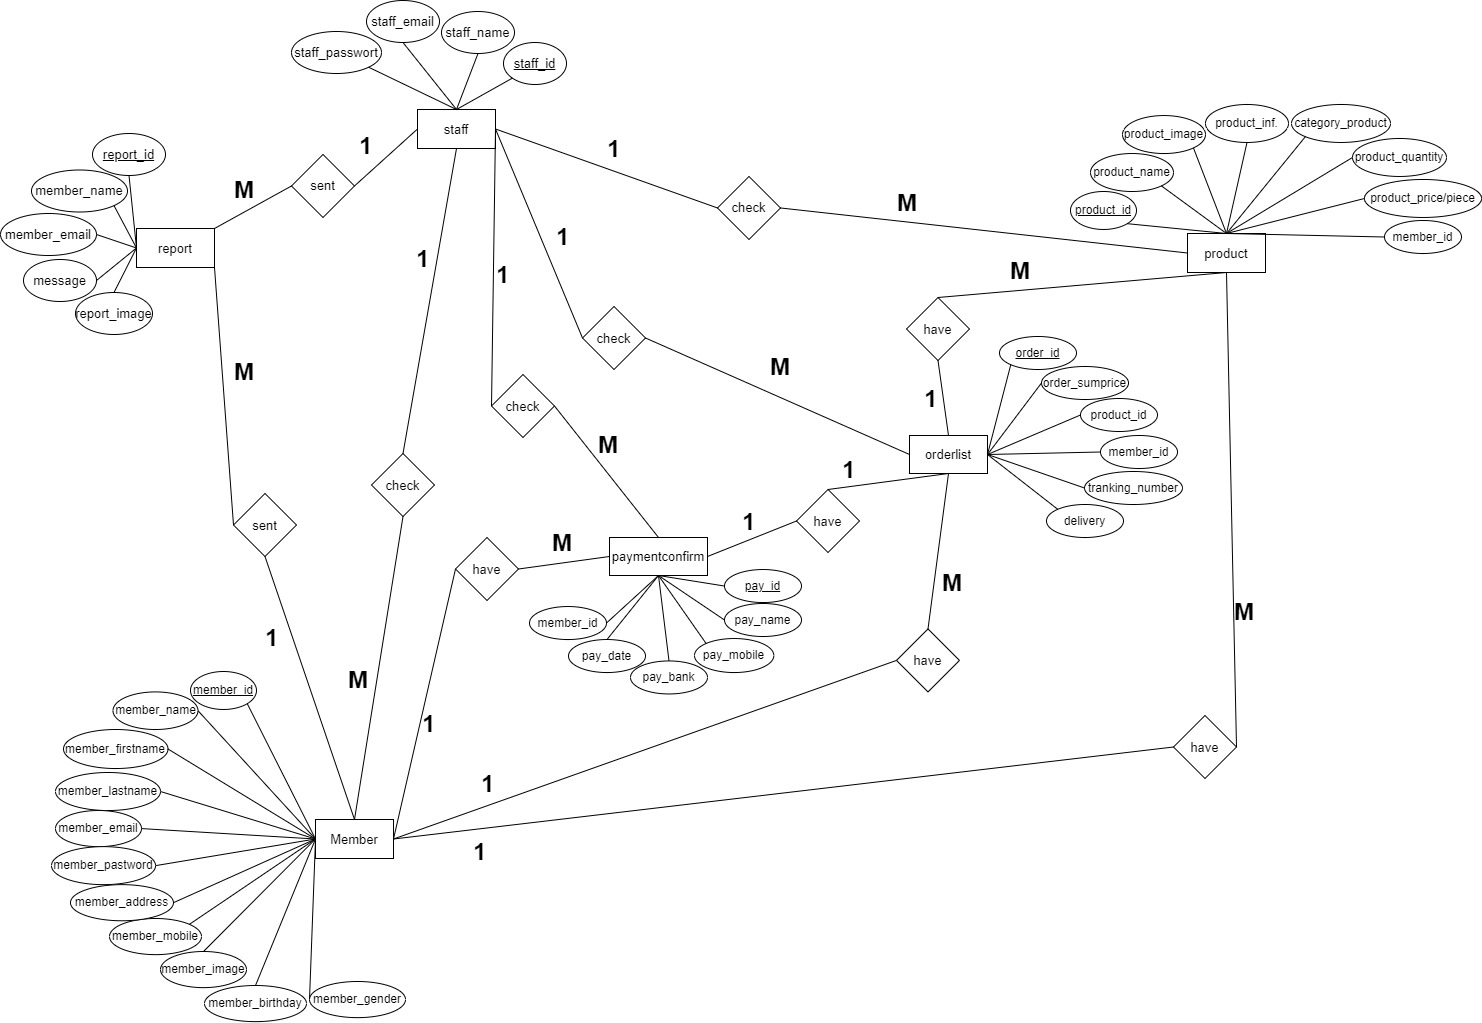 staff_email
staff_name
staff_passwort
staff_id
staff
1
1
report_id
member_name
member_email
message
report_image
report
M
sent
check
M
product_image
product_inf.
category_product
product_quantity
product_name
product_price/piece
product_id
member_id
product
1
1
1
M
have
check
M
1
order_id
order_sumprice
product_id
member_id
tranking_number
delivery
orderlist
M
check
M
check
sent
1
have
1
M
have
paymentconfirm
pay_id
pay_name
pay_mobile
pay_bank
pay_date
member_id
M
have
M
1
M
1
1
have
1
member_id
member_name
member_firstname
member_lastname
member_email
member_pastword
member_address
member_mobile
member_image
member_birthday
member_gender
Member